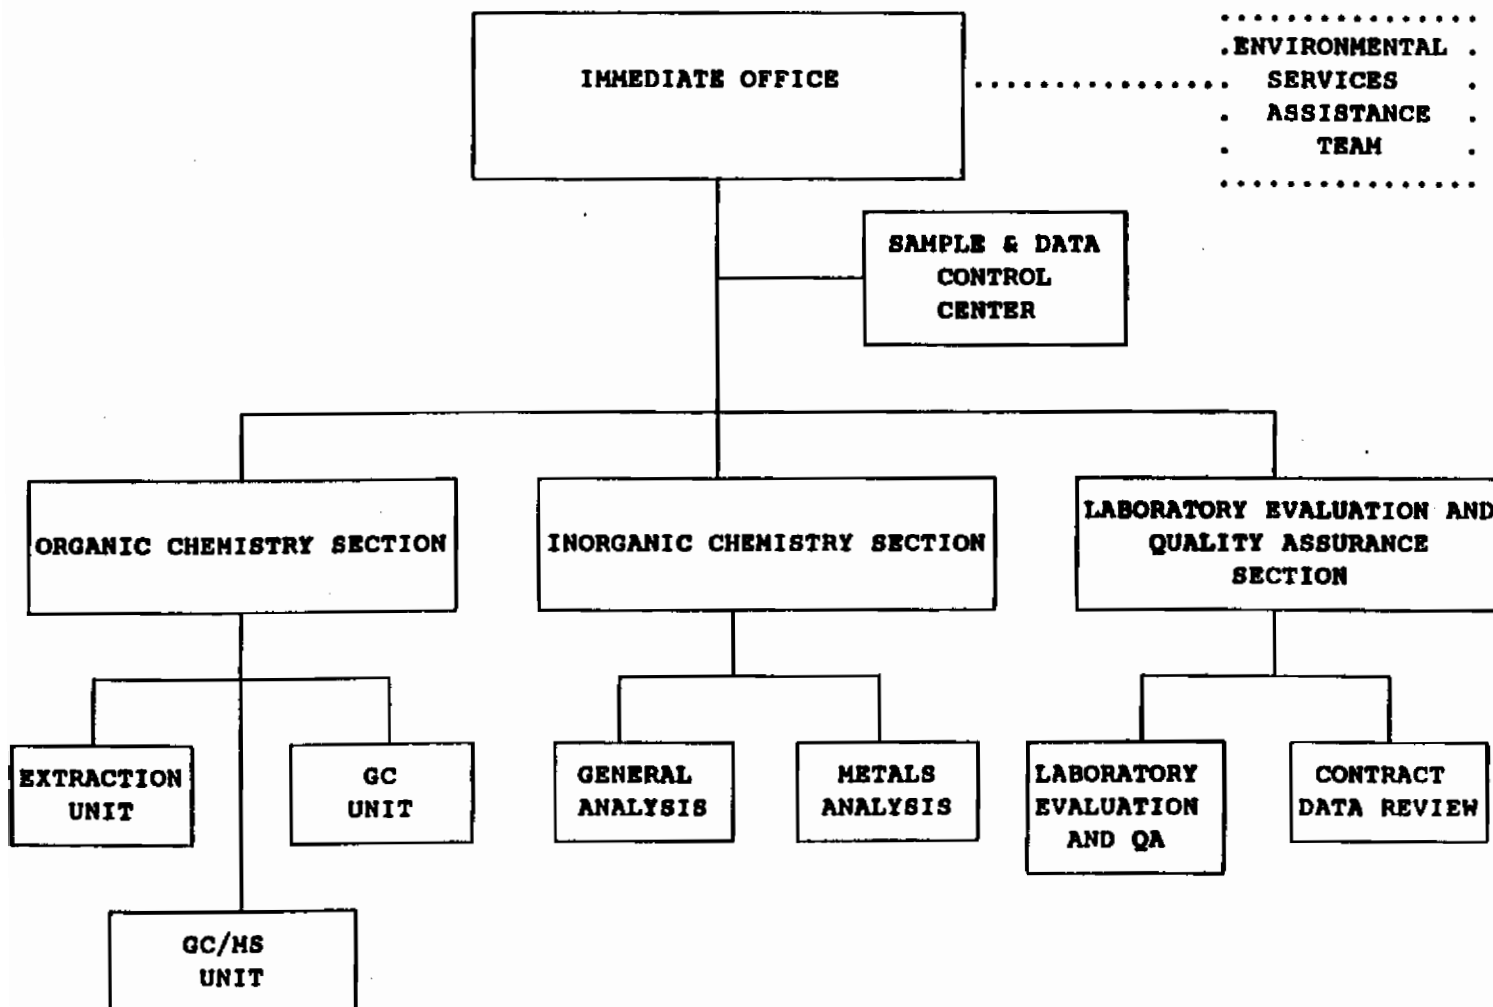 IMMEDIATE OFFICE
ENVIRONMENTAL
SERVICES
ASSISTANCE
TEAM
SAMPLE & DATA
CONTROL
CENTER
ORGANIC CHEMISTRY SECTION
INORGANIC CHEMISTRY SECTION
LABORATORY EVALUATION AND
QUALITY ASSURANCE
SECTION
EXTRACTION
UNIT
GC
UNIT
GENERAL
ANALYSIS
METALS
ANALYSIS
LABORATORY
EVALUATION
AND QA
CONTRACT
DATA REVIEW
GC/MS
UNIT